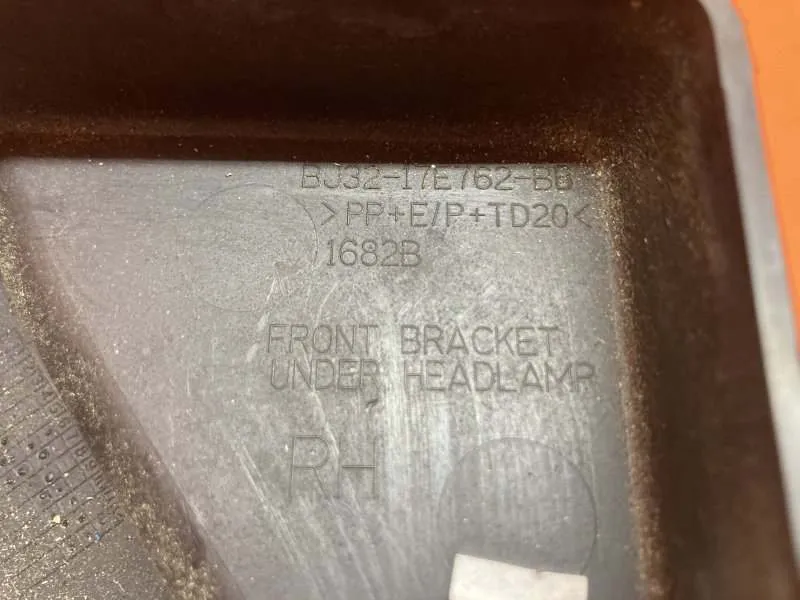 BJ32-17E762-BB
>PP+E/P+TD20<
1682B
FRONT BRACKET
UNDER HEADLAMP
RH